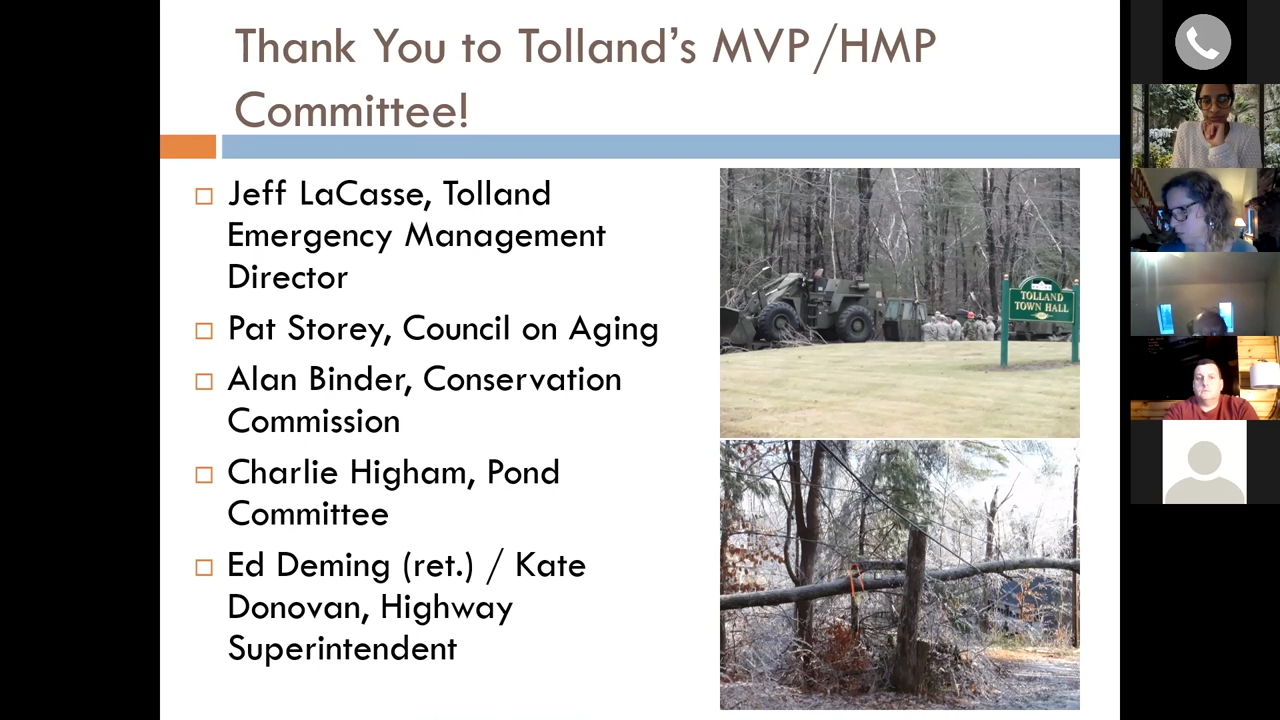 Thank You to Tolland's MVP/HMP
Committee!
Jeff LaCasse, Tolland
Emergency Management
Director
Pat Storey, Council on Aging
Alan Binder, Conservation
Commission
Charlie Higham, Pond
Committee
Ed Deming (ret.) / Kate
Donovan, Highway
Superintendent
TOLLAND
TOWN HALL